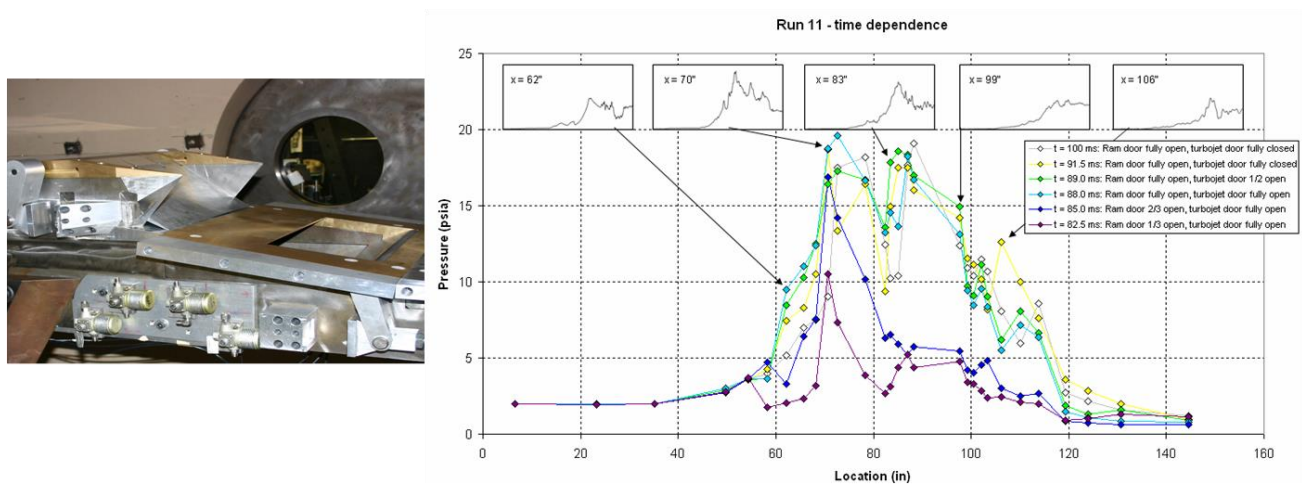 Run 11 - time dependence
25
20
15
10
5
0
Pressure (psia)
x = 62"
x = 70"
x = 83"
x = 99"
x = 106"
t = 100 ms: Ram door fully open, turbojet door fully closed
t = 91.5 ms: Ram door fully open, turbojet door fully closed
t = 89.0 ms: Ram door fully open, turbojet door 1/2 open
t = 88.0 ms: Ram door fully open, turbojet door fully open
t = 85.0 ms: Ram door 2/3 open, turbojet door fully open
t = 82.5 ms: Ram door 1/3 open, turbojet door fully open
0 20 40 60 80 100 120 140 160
Location (in)